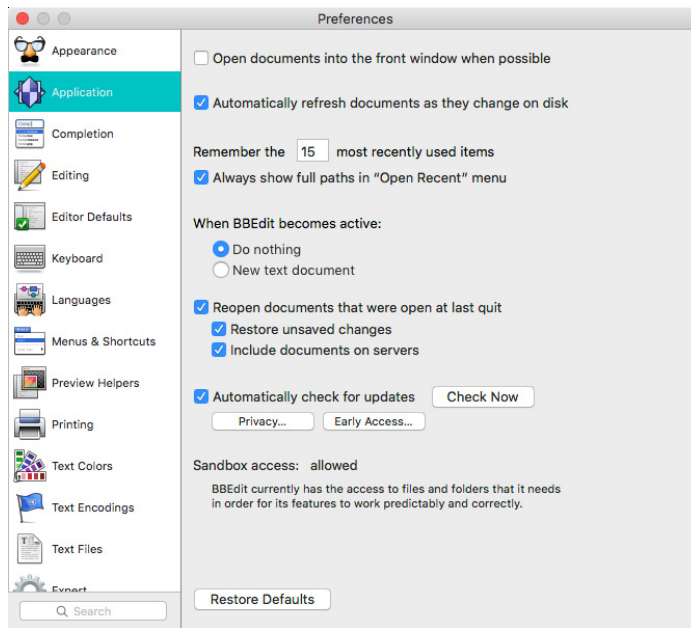 Preferences
Appearance
Application
Completion
Editing
Editor Defaults
Keyboard
Languages
Menus & Shortcuts
Preview Helpers
Printing
Text Colors
Text Encodings
Text Files
Expert
Search
Open documents into the front window when possible
Automatically refresh documents as they change on disk
Remember the 15 most recently used items
Always show full paths in “Open Recent” menu
When BBEdit becomes active:
Do nothing
New text document
Reopen documents that were open at last quit
Restore unsaved changes
Include documents on servers
Automatically check for updates Check Now
Privacy... Early Access...
Sandbox access: allowed
BBEdit currently has the access to files and folders that it needs
in order for its features to work predictably and correctly.
Restore Defaults